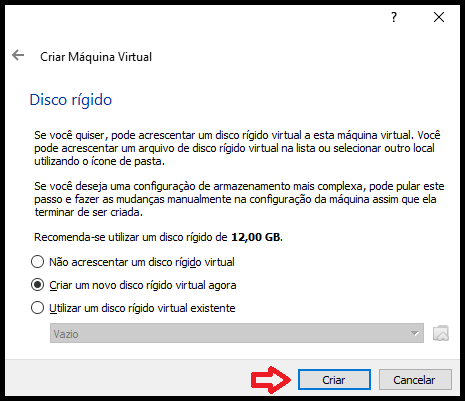 ?
Criar Máquina Virtual
Disco rígido
Se você quiser, pode acrescentar um disco rígido virtual a esta máquina virtual. Você
pode acrescentar um arquivo de disco rígido virtual na lista ou selecionar outro local
utilizando o ícone de pasta.
Se você deseja uma configuração de armazenamento mais complexa, pode pular este
passo e fazer as mudanças manualmente na configuração da máquina assim que ela
terminar de ser criada.
Recomenda-se utilizar um disco rígido de 12,00 GB.
Não acrescentar um disco rígido virtual
Criar um novo disco rígido virtual agora
Utilizar um disco rígido virtual existente
Vazio
Criar
Cancelar